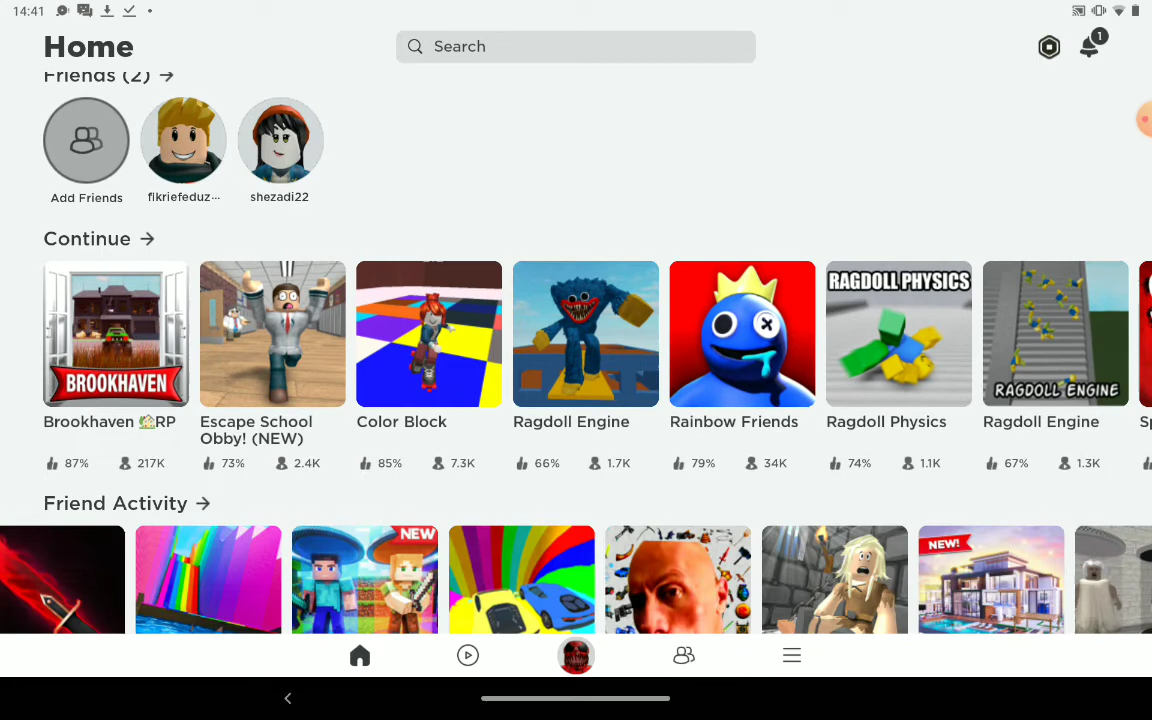 14:41
Home
Search
1
Friends (2) →
Add Friends
flkriefeduz...
shezadi22
Continue →
BROOKHAVEN
RAGDOLL PHYSICS
RAGDOLL ENGINE
Brookhaven 🏡RP
Escape School
Obby! (NEW)
Color Block
Ragdoll Engine
Rainbow Friends
Ragdoll Physics
Ragdoll Engine
87% 217K
73% 2.4K
85% 7.3K
66% 1.7K
79% 34K
74% 1.1K
67% 1.3K
Friend Activity →
NEW
NEW!